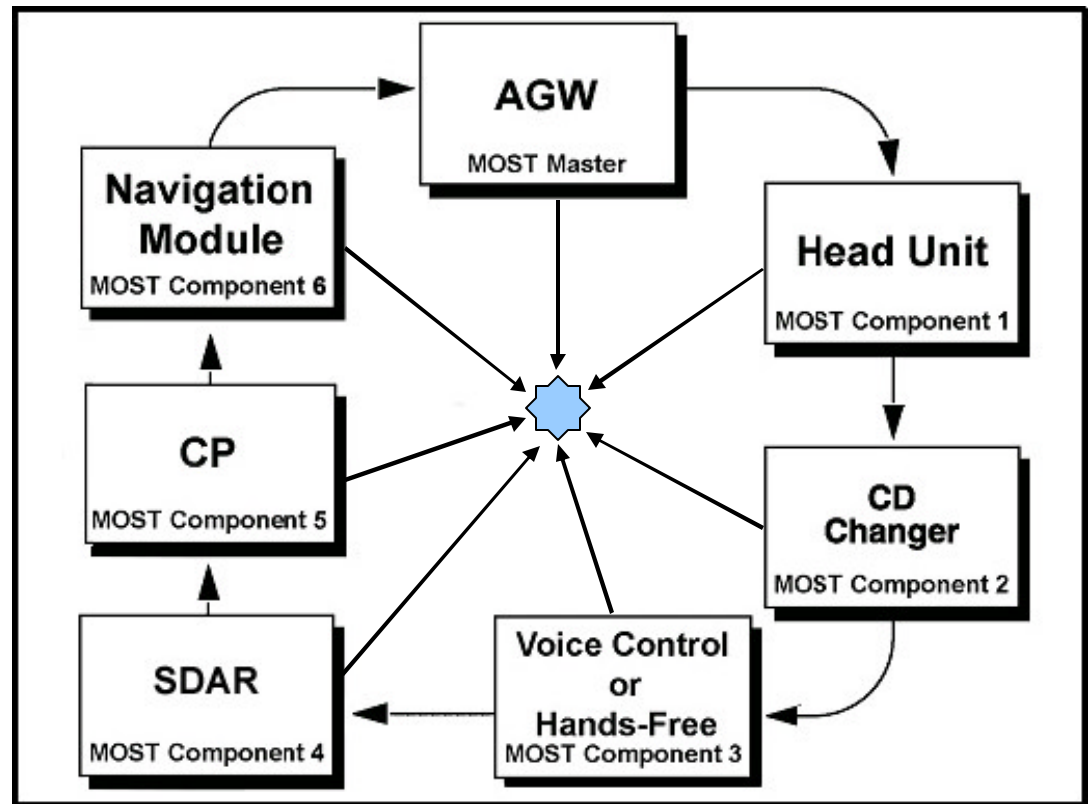 AGW
MOST Master
Head Unit
MOST Component 1
CD
Changer
MOST Component 2
Voice Control
or
Hands-Free
MOST Component 3
SDAR
MOST Component 4
CP
MOST Component 5
Navigation
Module
MOST Component 6